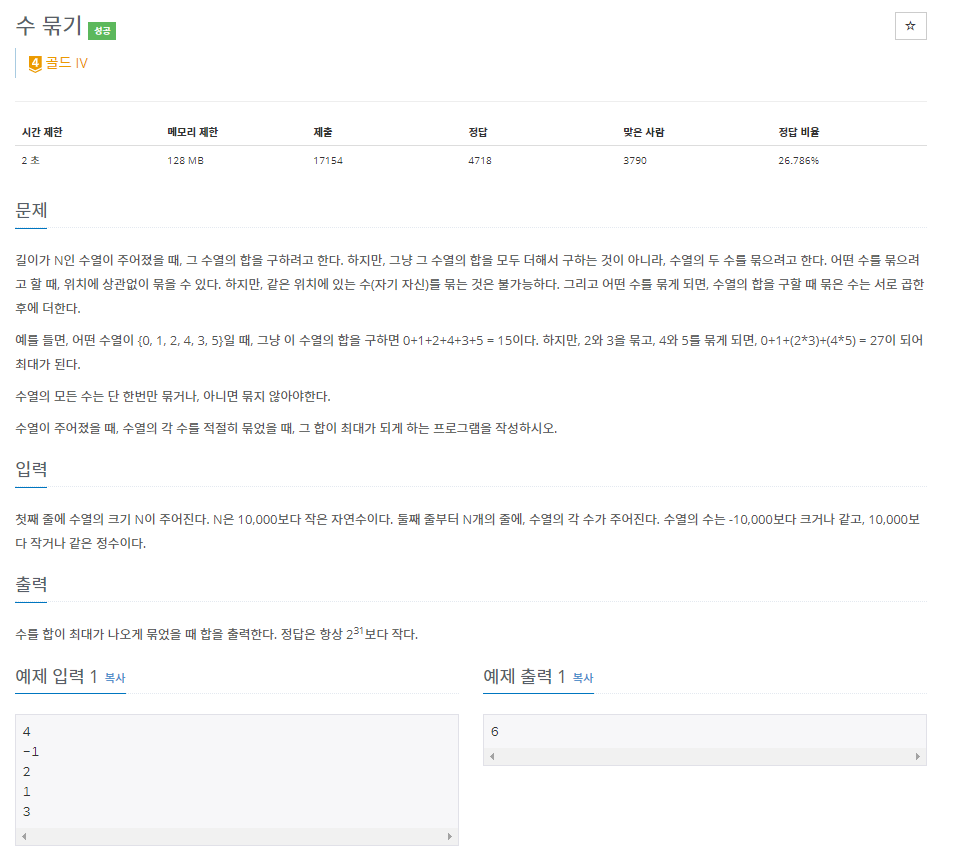 수 묶기 성공
☆
4 골드 IV
시간 제한 메모리 제한 제출 정답 맞은 사람 정답 비율
2 초 128 MB 17154 4718 3790 26.786%
문제
길이가 N인 수열이 주어졌을 때, 그 수열의 합을 구하려고 한다. 하지만, 그냥 그 수열의 합을 모두 더해서 구하는 것이 아니라, 수열의 두 수를 묶으려고 한다. 어떤 수를 묶으려
고 할 때, 위치에 상관없이 묶을 수 있다. 하지만, 같은 위치에 있는 수(자기 자신)를 묶는 것은 불가능하다. 그리고 어떤 수를 묶게 되면, 수열의 합을 구할 때 묶은 수는 서로 곱한
후에 더한다.
예를 들면, 어떤 수열이 {0, 1, 2, 4, 3, 5}일 때, 그냥 이 수열의 합을 구하면 0+1+2+4+3+5 = 15이다. 하지만, 2와 3을 묶고, 4와 5를 묶게 되면, 0+1+(2*3)+(4*5) = 27이 되어
최대가 된다.
수열의 모든 수는 단 한번만 묶거나, 아니면 묶지 않아야한다.
수열이 주어졌을 때, 수열의 각 수를 적절히 묶었을 때, 그 합이 최대가 되게 하는 프로그램을 작성하시오.
입력
첫째 줄에 수열의 크기 N이 주어진다. N은 10,000보다 작은 자연수이다. 둘째 줄부터 N개의 줄에, 수열의 각 수가 주어진다. 수열의 수는 -10,000보다 크거나 같고, 10,000보
다 작거나 같은 정수이다.
출력
수를 합이 최대가 나오게 묶었을 때 합을 출력한다. 정답은 항상 2³¹보다 작다.
예제 입력 1 복사
4
-1
2
1
3
예제 출력 1 복사
6